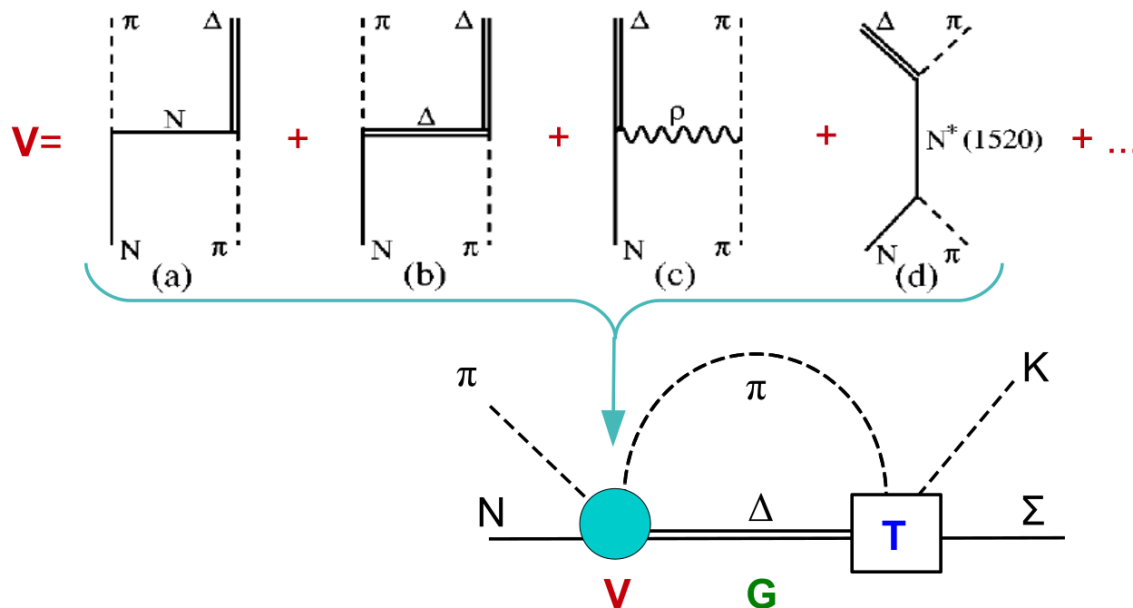 π Δ π Δ Δ π Δ π
V= N + Δ + ρ + N* (1520) + ...
N π N π N π N π
(a) (b) (c) (d)
π π K
N Δ T Σ
V G